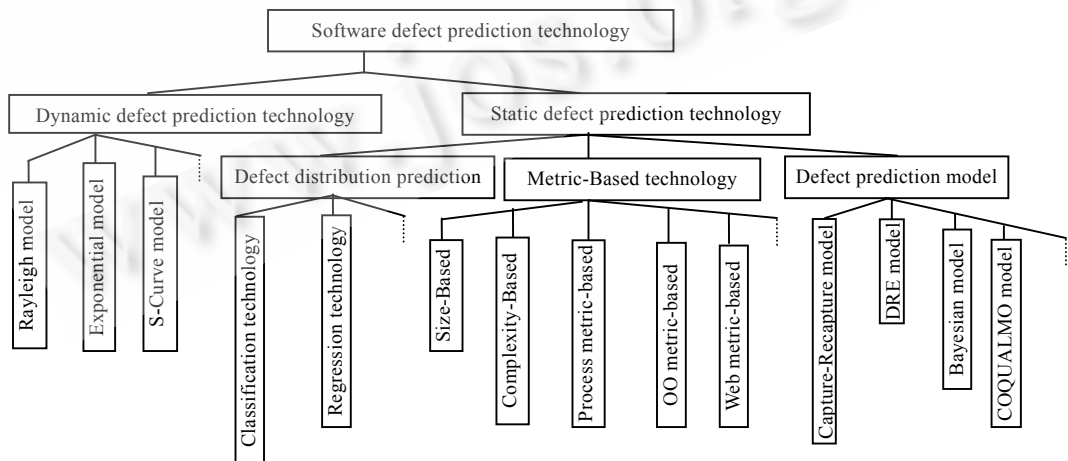 Software defect prediction technology
Dynamic defect prediction technology
Static defect prediction technology
Defect distribution prediction
Metric-Based technology
Defect prediction model
Rayleigh model
Exponential model
S-Curve model
Classification technology
Regression technology
Size-Based
Complexity-Based
Process metric-based
OO metric-based
Web metric-based
Capture-Recapture model
DRE model
Bayesian model
COQUALMO model